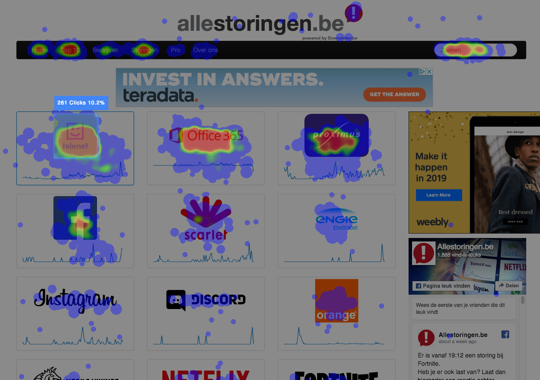 allestoringen.be
powered by Downdetector
Pro
Over ons
INVEST IN ANSWERS.
teradata.
GET THE ANSWER
261 Clicks 10.2%
telenet
Office 365
proximus
Make it
happen
in 2019
Learn More
weebly
Best dressed
scarlet
ENGIE
Allestoringen.be
1.888 vind-ik-leuks
NETFLIX
Pagina leuk vinden
Delen
Wees de eerste van je vrienden die dit
leuk vindt
Instagram
DISCORD
orange
Allestoringen.be
about a week ago
Er is vanaf 19:12 een storing bij
Fortnite.
Heb je er ook last van? Laat dan
NETFLIX
FORTNITE